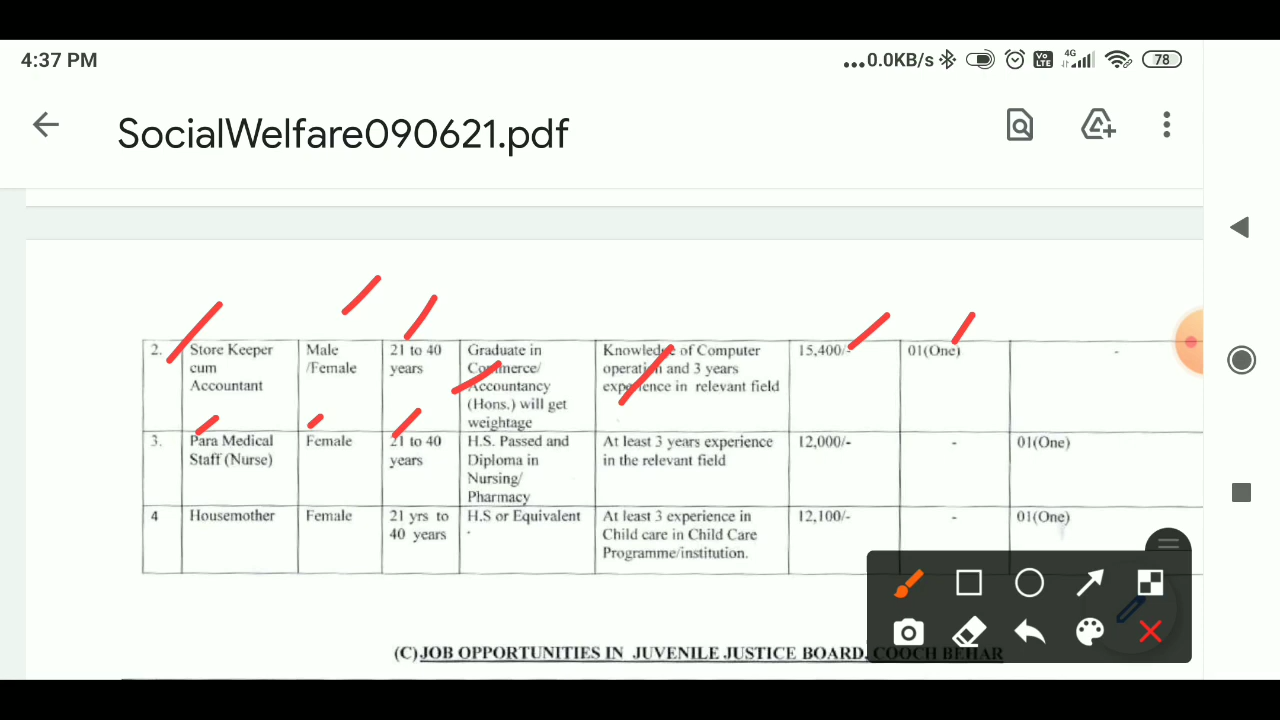 4:37 PM
...0.0KB/s Vo LTE 4G 78
SocialWelfare090621.pdf
2. Store Keeper Male 21 to 40 Graduate in Knowledge of Computer 15,400/- 01(One) -
cum /Female years Commerce/ operation and 3 years
Accountant Accountancy experience in relevant field
(Hons.) will get
weightage
3. Para Medical Female 21 to 40 H.S. Passed and At least 3 years experience 12,000/- - 01(One)
Staff (Nurse) years Diploma in in the relevant field
Nursing/
Pharmacy
4 Housemother Female 21 yrs to H.S or Equivalent At least 3 experience in 12,100/- - 01(One)
40 years Child care in Child Care
Programme/institution.
(C) JOB OPPORTUNITIES IN JUVENILE JUSTICE BOARD, COOCH BEHAR